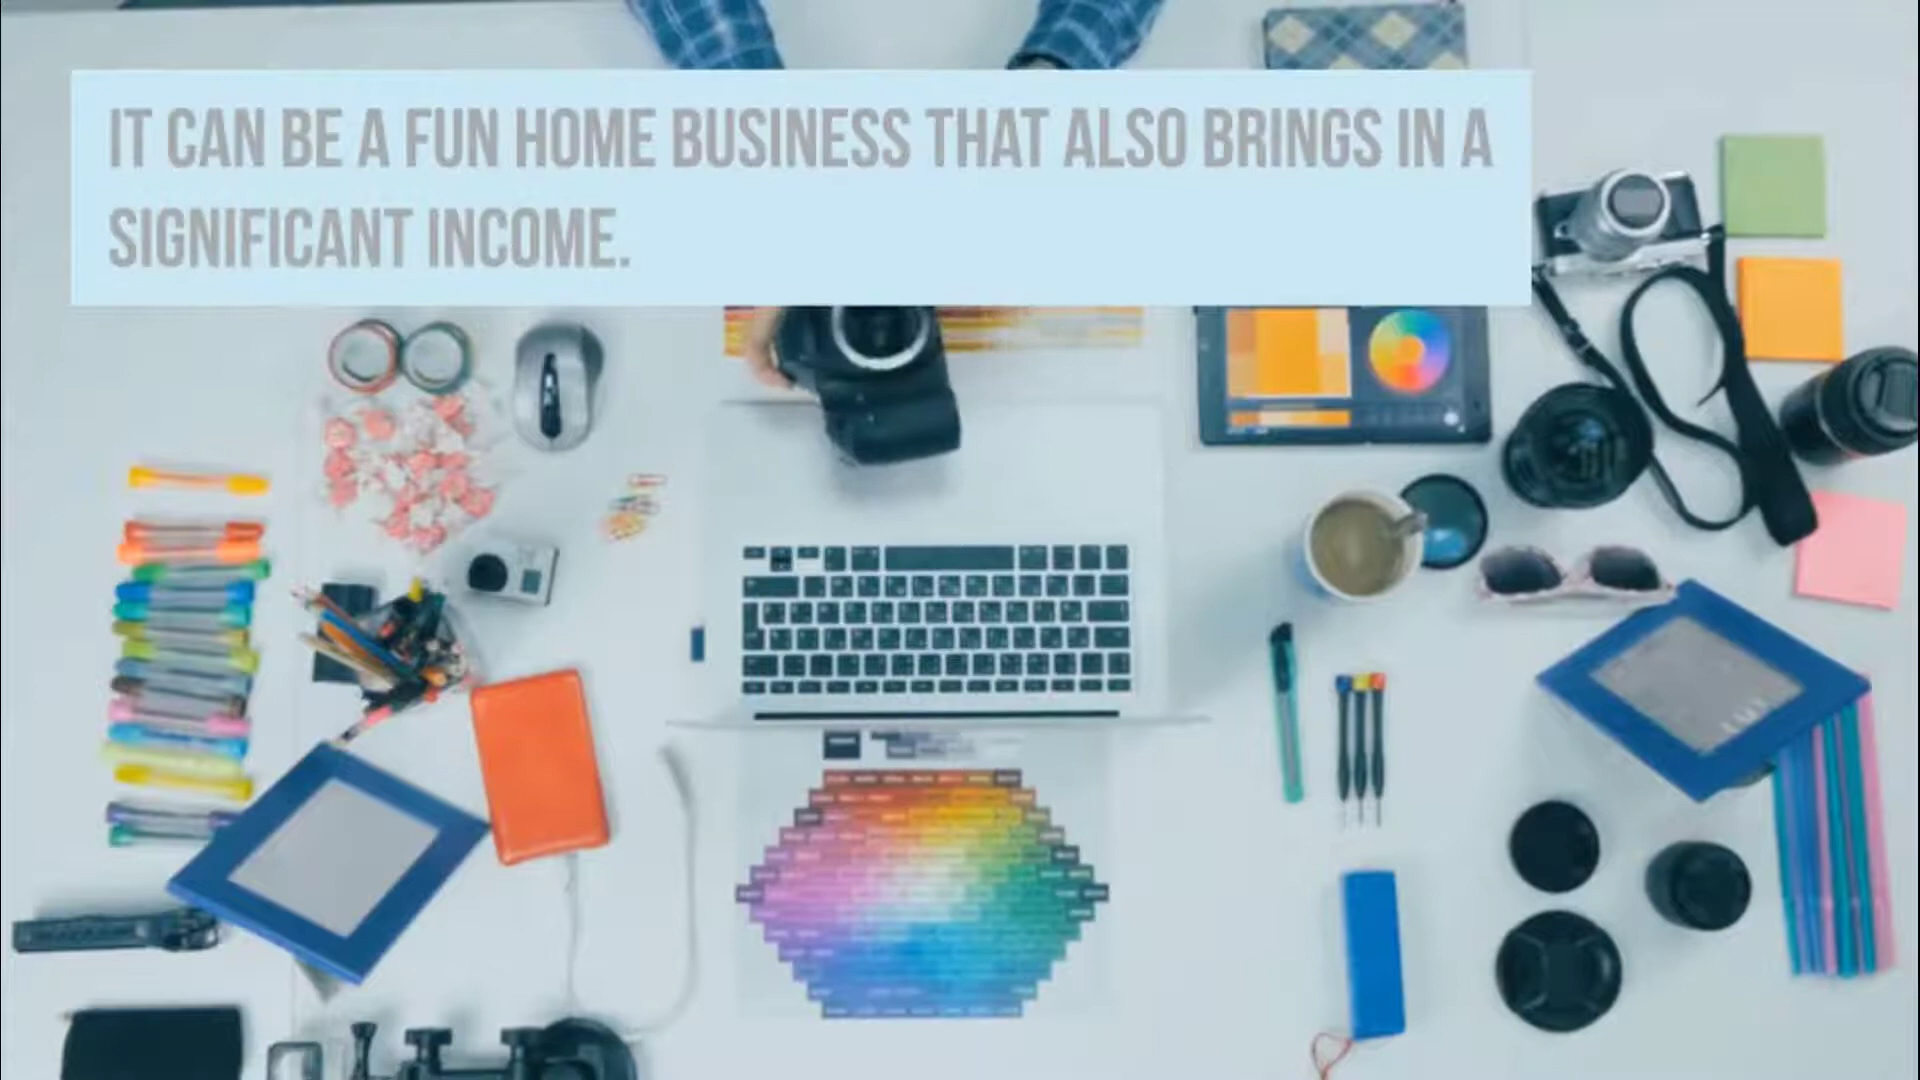 IT CAN BE A FUN HOME BUSINESS THAT ALSO BRINGS IN A
SIGNIFICANT INCOME.